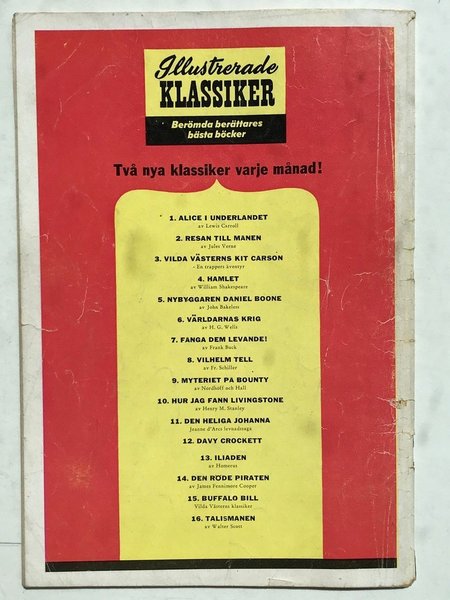 Illustrerade
KLASSIKER
Berömda berättares
bästa böcker
Två nya klassiker varje månad!
1. ALICE I UNDERLANDET
av Lewis Carroll
2. RESAN TILL MÅNEN
av Jules Verne
3. VILDA VÄSTERNS KIT CARSON
- En trappers äventyr
4. HAMLET
av William Shakespeare
5. NYBYGGAREN DANIEL BOONE
av John Bakeless
6. VÄRLDARNAS KRIG
av H. G. Wells
7. FÅNGA DEM LEVANDE!
av Frank Buck
8. VILHELM TELL
av Fr. Schiller
9. MYTERIET PÅ BOUNTY
av Nordhoff och Hall
10. HUR JAG FANN LIVINGSTONE
av Henry M. Stanley
11. DEN HELIGA JOHANNA
Jeanne d'Arcs levnadssaga
12. DAVY CROCKETT
13. ILIADEN
av Homerus
14. DEN RÖDE PIRATEN
av James Fennimore Cooper
15. BUFFALO BILL
Vilda Västerns klassiker
16. TALISMANEN
av Walter Scott